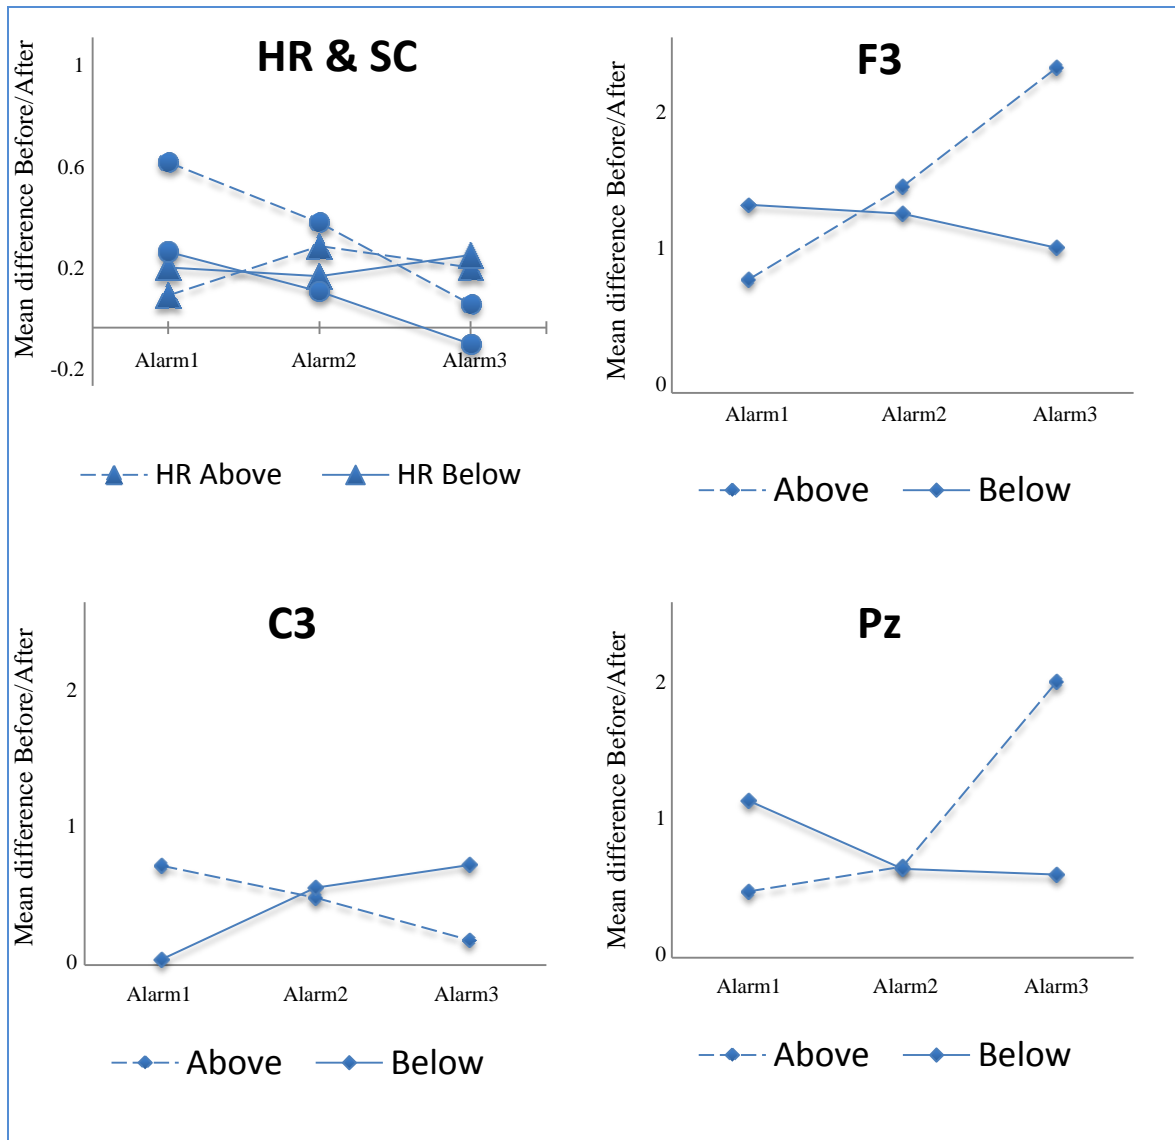 HR & SC
Mean difference Before/After
1
0.6
0.2
-0.2
Alarm1 Alarm2 Alarm3
HR Above HR Below
F3
Mean difference Before/After
2
1
0
Alarm1 Alarm2 Alarm3
Above Below
C3
Mean difference Before/After
2
1
0
Alarm1 Alarm2 Alarm3
Above Below
Pz
Mean difference Before/After
2
1
0
Alarm1 Alarm2 Alarm3
Above Below